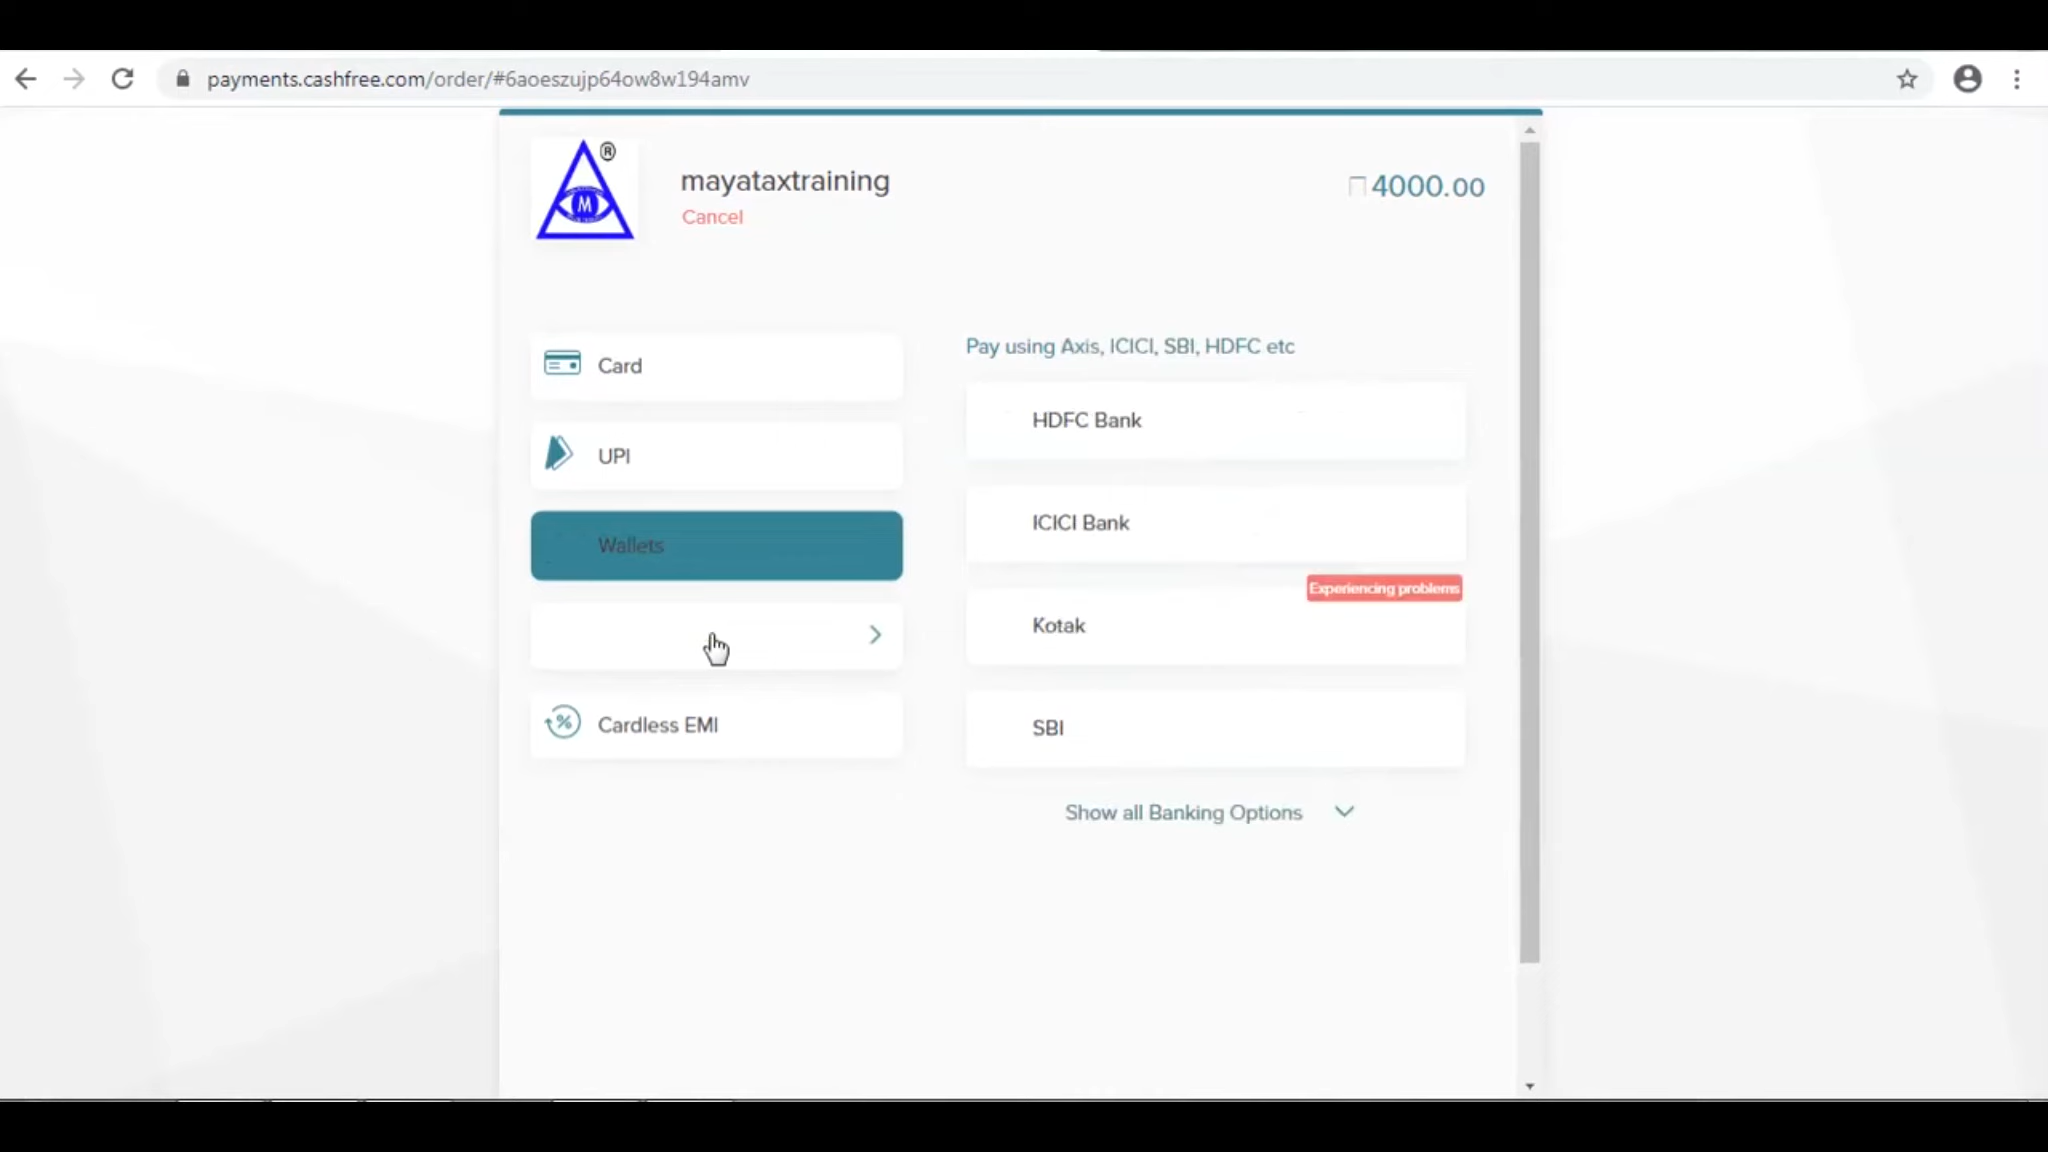 payments.cashfree.com/order/#6aoeszujp64ow8w194amv
®
M
mayataxtraining
Cancel
4000.00
Card
UPI
Wallets
Cardless EMI
Pay using Axis, ICICI, SBI, HDFC etc
HDFC Bank
ICICI Bank
Experiencing problems
Kotak
SBI
Show all Banking Options